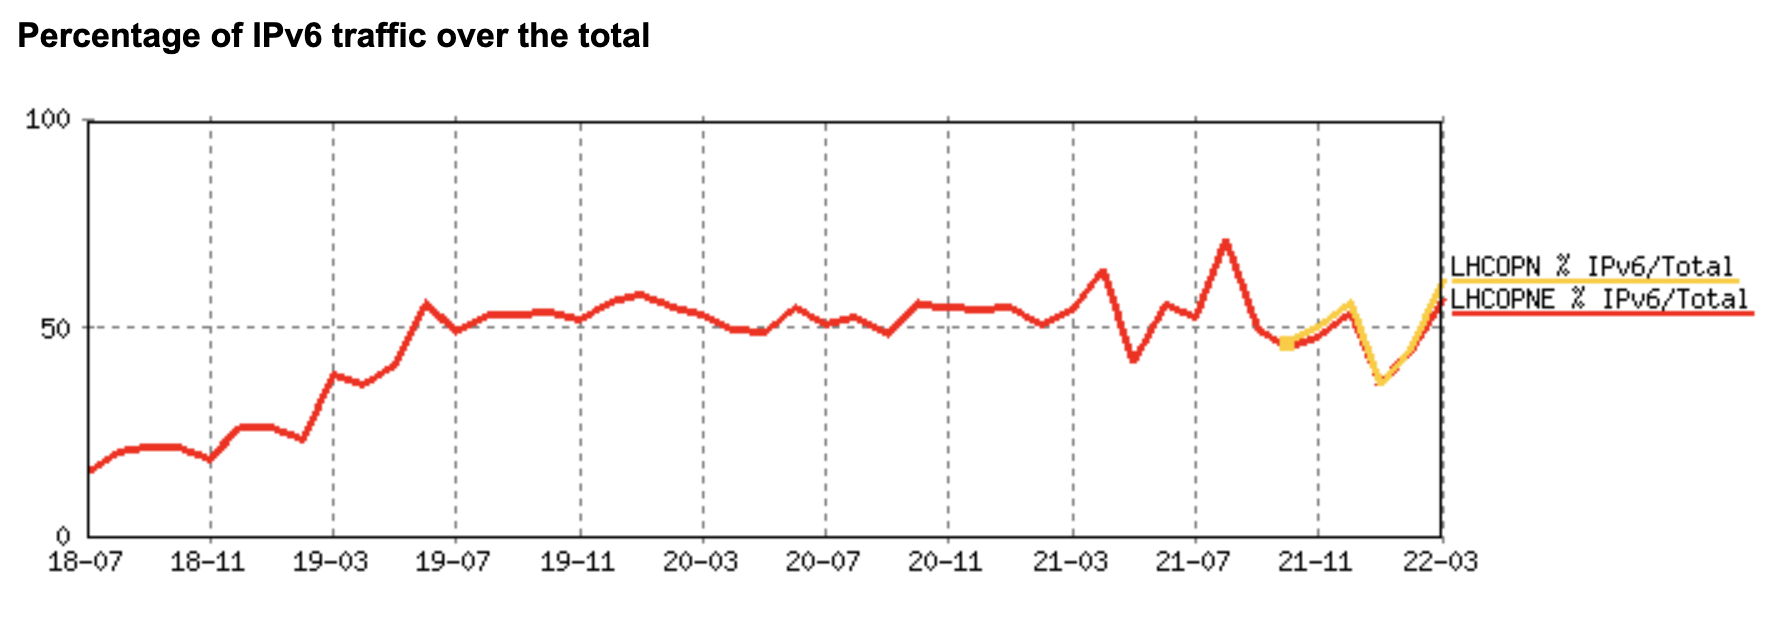 Percentage of IPv6 traffic over the total
100
50
0
LHCOPN % IPv6/Total
LHCOPNE % IPv6/Total
18-07 18-11 19-03 19-07 19-11 20-03 20-07 20-11 21-03 21-07 21-11 22-03